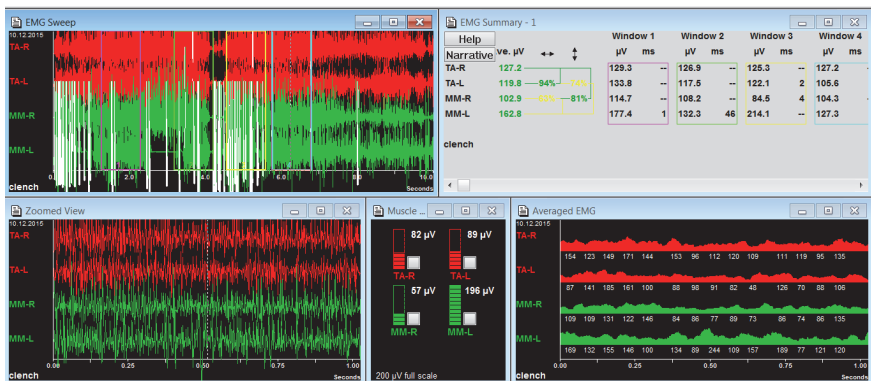 EMG Sweep
10.12.2015
TA-R
TA-L
MM-R
MM-L
clench
2.0
4.0
6.0
8.0
10.0
Seconds
EMG Summary - 1
Help
Narrative
ve. µV
Window 1 Window 2 Window 3 Window 4
µV ms µV ms µV ms µV ms
TA-R 127.2 129.3 -- 126.9 -- 125.3 -- 127.2
TA-L 119.8 94% 133.8 -- 117.5 -- 122.1 2 105.6
MM-R 102.9 81% 114.7 -- 108.2 -- 84.5 4 104.3
MM-L 162.8 177.4 1 132.3 46 214.1 -- 127.3
clench
Zoomed View
10.12.2015
TA-R
TA-L
MM-R
MM-L
0.00 0.50 1.00
clench Seconds
Muscle ...
82 µV 89 µV
TA-R TA-L
57 µV 196 µV
MM-R MM-L
200 µV full scale
Averaged EMG
10.12.2015
TA-R
154 123 149 171 144 153 96 112 120 109 111 119 95 135
TA-L
87 141 185 161 100 88 98 91 82 48 126 70 88 106
MM-R
109 109 131 122 146 84 86 77 89 73 86 74 86 135
MM-L
169 132 155 146 100 134 89 244 109 157 189 77 121 120
0.00 0.50 1.00
clench Seconds